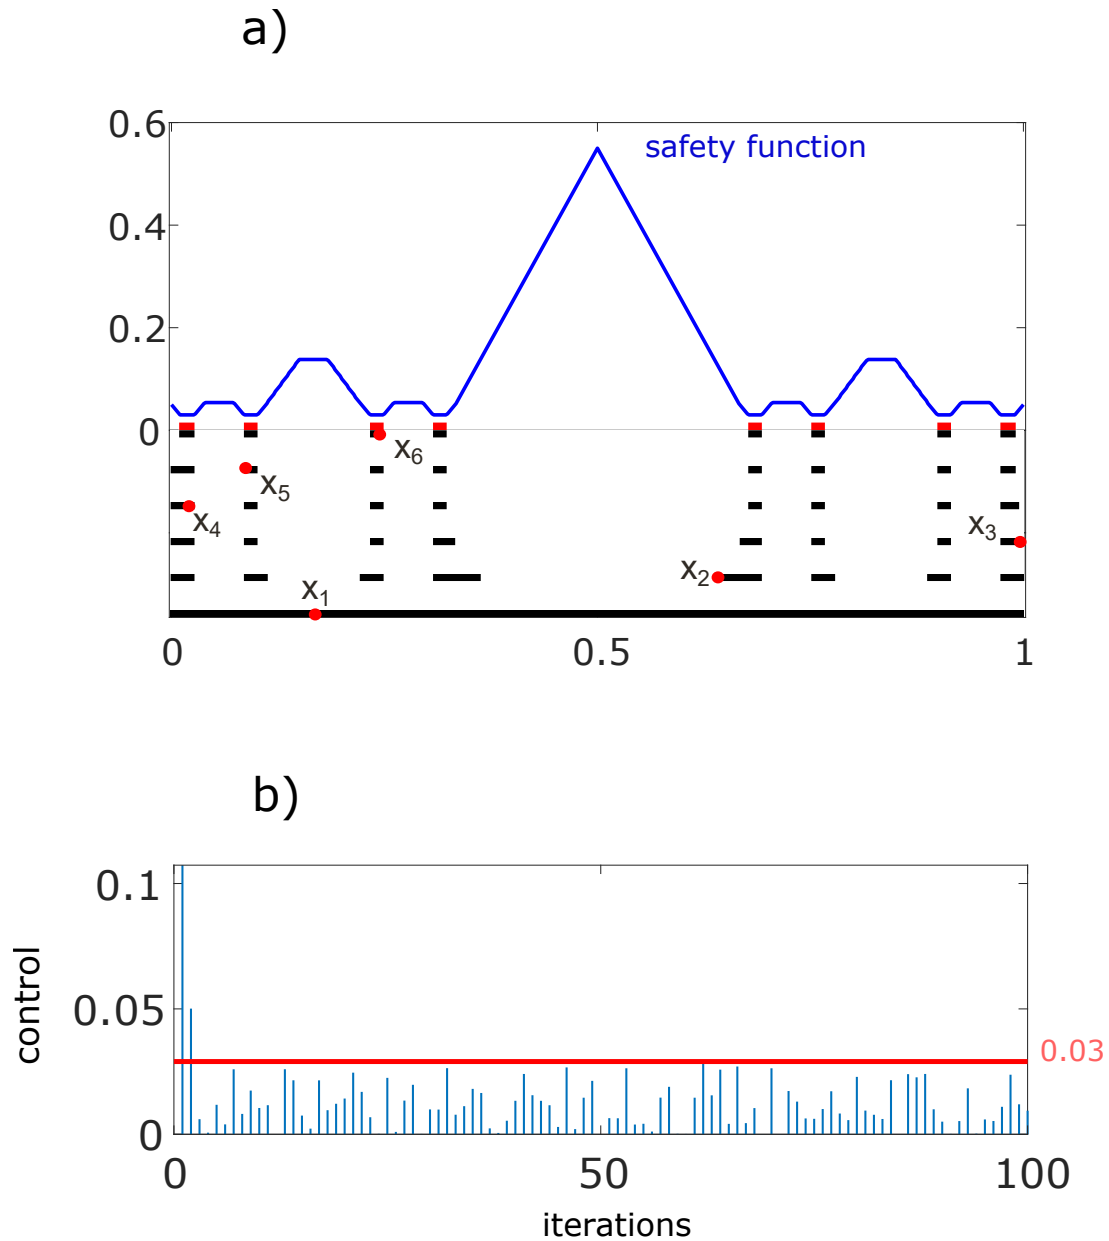 a)
0.6
safety function
0.4
0.2
0
x6
x5
x4
x3
x2
x1
0 0.5 1
b)
0.1
control
0.05
0.03
0
0 50 100
iterations